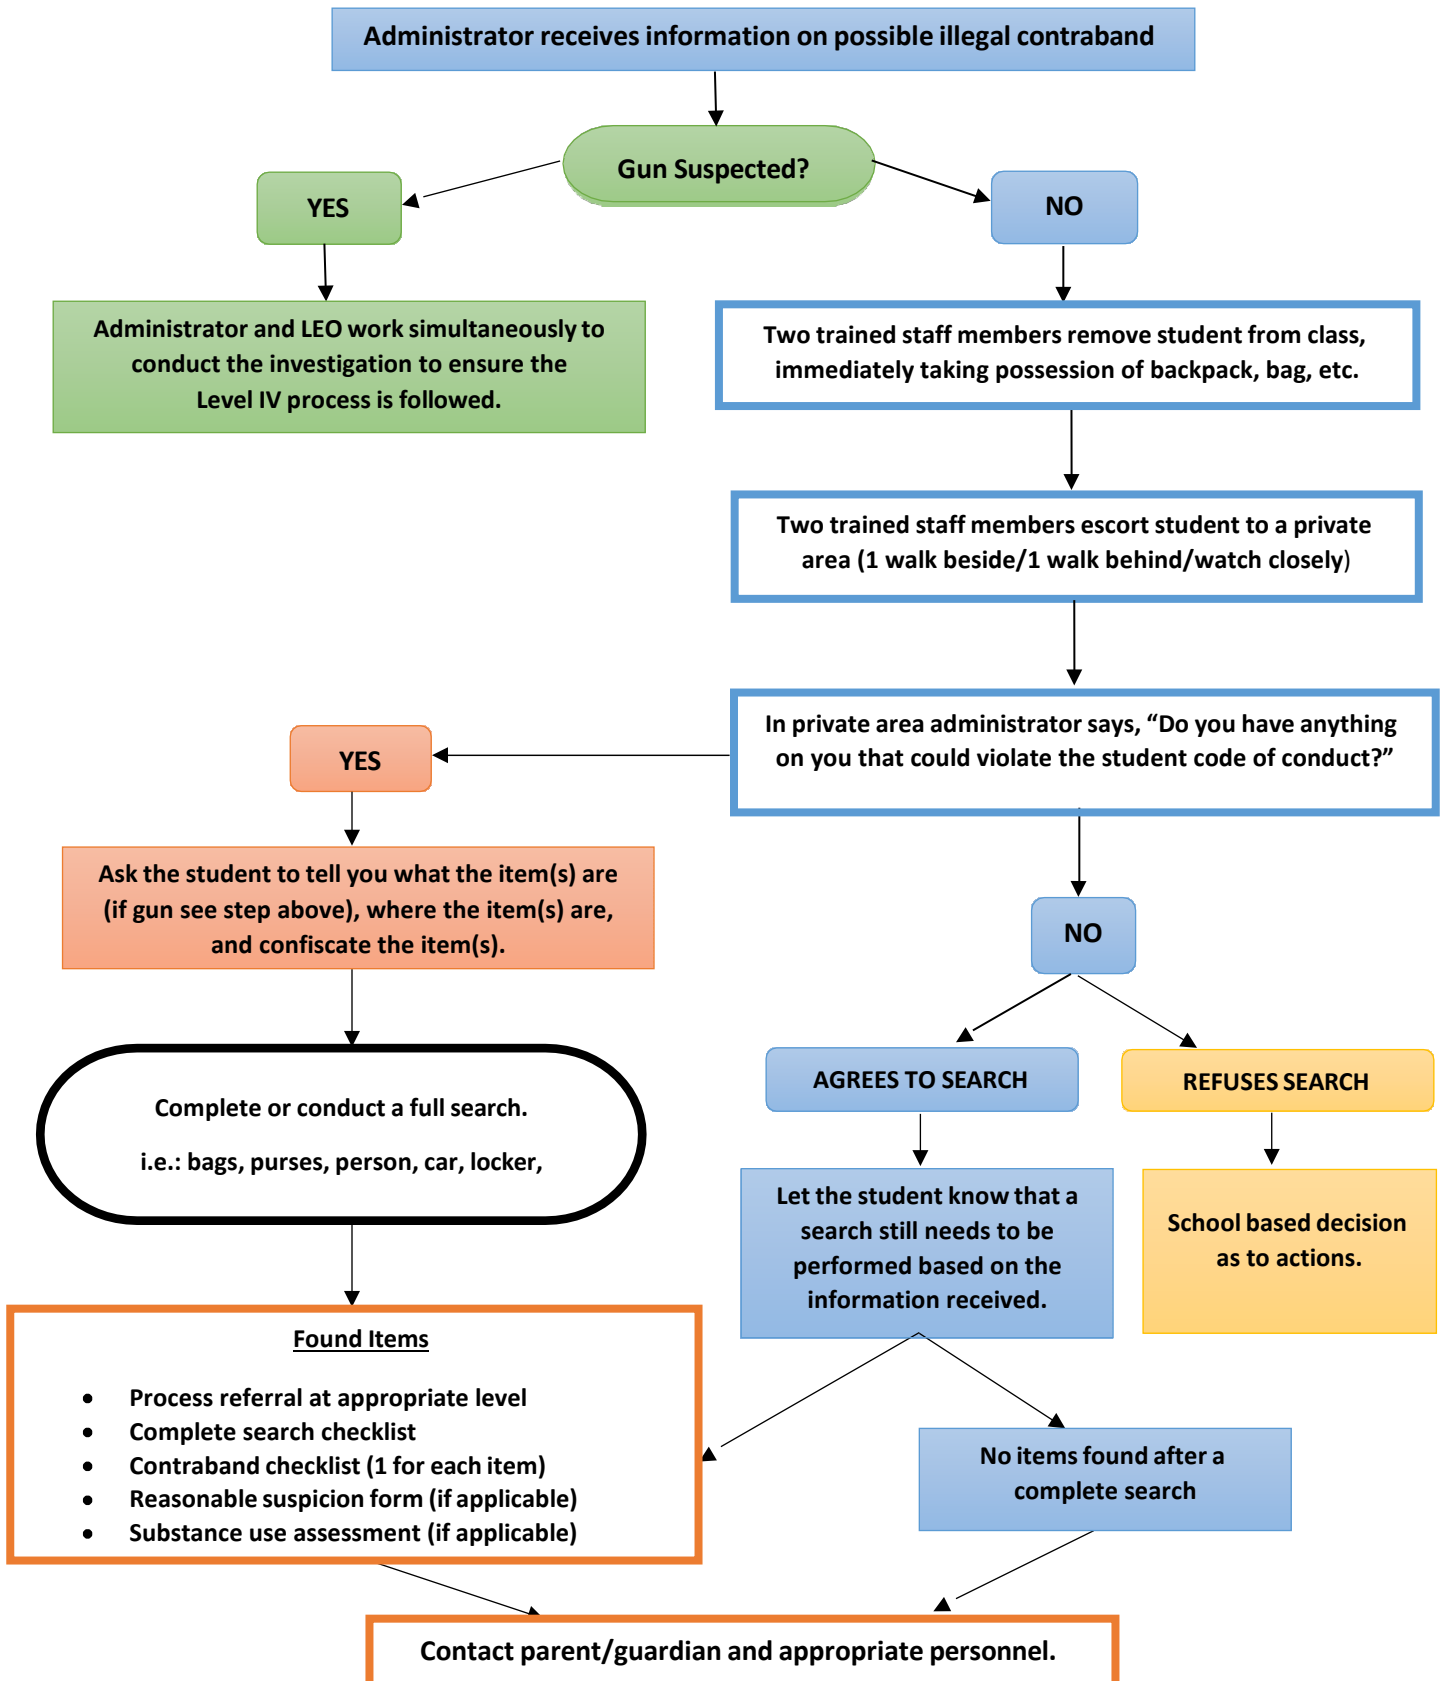 Administrator receives information on possible illegal contraband
Gun Suspected?
YES
NO
Administrator and LEO work simultaneously to
conduct the investigation to ensure the
Level IV process is followed.
Two trained staff members remove student from class,
immediately taking possession of backpack, bag, etc.
Two trained staff members escort student to a private
area (1 walk beside/1 walk behind/watch closely)
In private area administrator says, “Do you have anything
on you that could violate the student code of conduct?”
YES
Ask the student to tell you what the item(s) are
(if gun see step above), where the item(s) are,
and confiscate the item(s).
NO
AGREES TO SEARCH
REFUSES SEARCH
Complete or conduct a full search.
i.e.: bags, purses, person, car, locker,
Let the student know that a
search still needs to be
performed based on the
information received.
School based decision
as to actions.
Found Items
• Process referral at appropriate level
• Complete search checklist
• Contraband checklist (1 for each item)
• Reasonable suspicion form (if applicable)
• Substance use assessment (if applicable)
No items found after a
complete search
Contact parent/guardian and appropriate personnel.